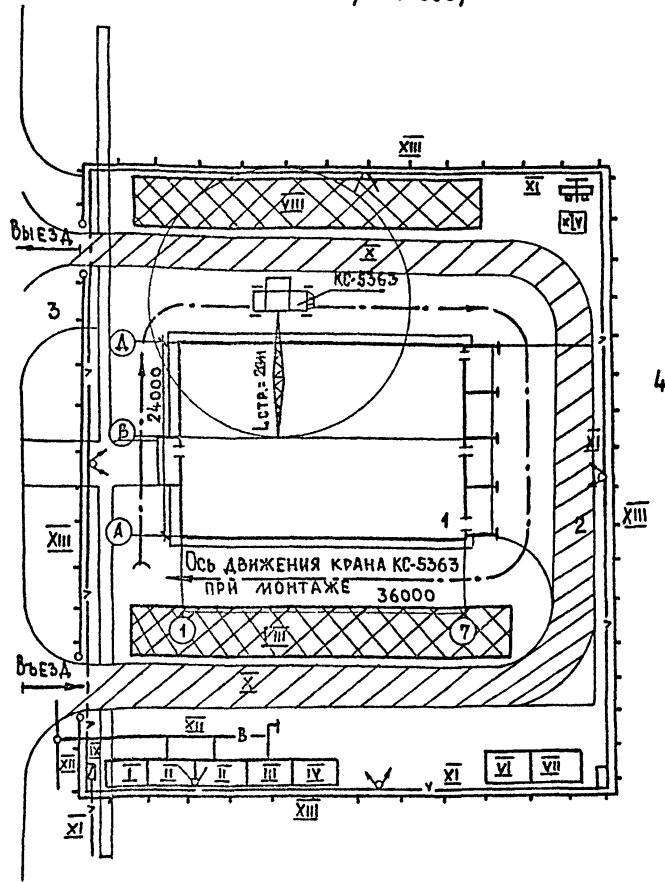 XIII
VIII
XI
XIV
ВЫЕЗД
X
КС-5363
3
Д
24000
Lстр.= 20м
4
В
XI
А
1
2
XIII
XIII
ОСЬ ДВИЖЕНИЯ КРАНА КС-5363
ПРИ МОНТАЖЕ
36000
1
VIII
7
ВЪЕЗД
X
XII
В
XII
IX
I
II
II
III
IV
XI
VI
VII
XI
XIII